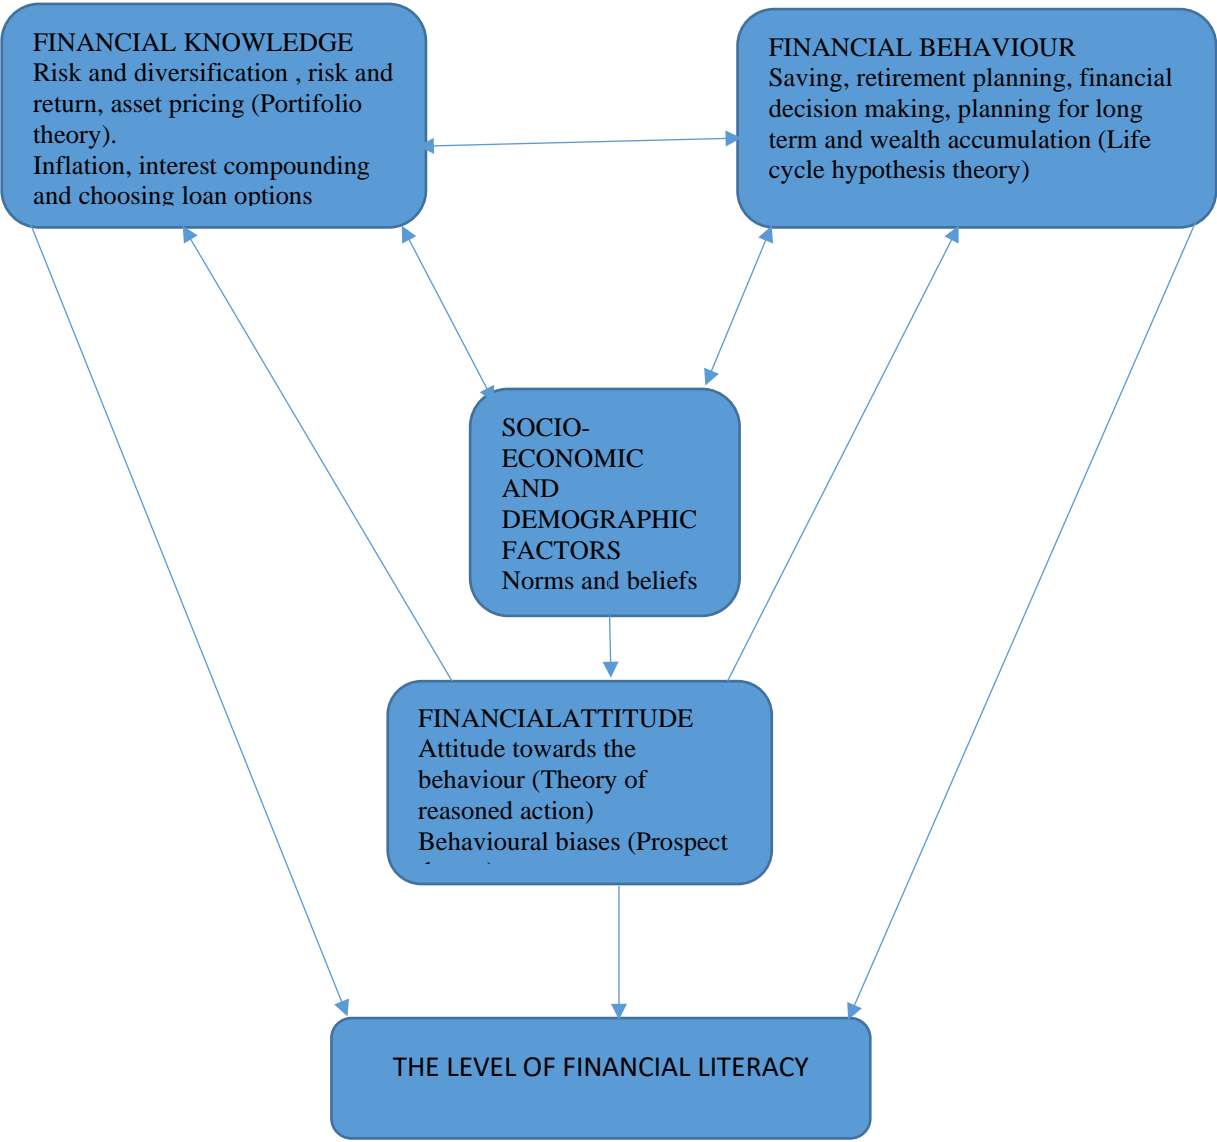 FINANCIAL KNOWLEDGE
Risk and diversification , risk and
return, asset pricing (Portifolio
theory).
Inflation, interest compounding
and choosing loan options
FINANCIAL BEHAVIOUR
Saving, retirement planning, financial
decision making, planning for long
term and wealth accumulation (Life
cycle hypothesis theory)
SOCIO-
ECONOMIC
AND
DEMOGRAPHIC
FACTORS
Norms and beliefs
FINANCIALATTITUDE
Attitude towards the
behaviour (Theory of
reasoned action)
Behavioural biases (Prospect
THE LEVEL OF FINANCIAL LITERACY